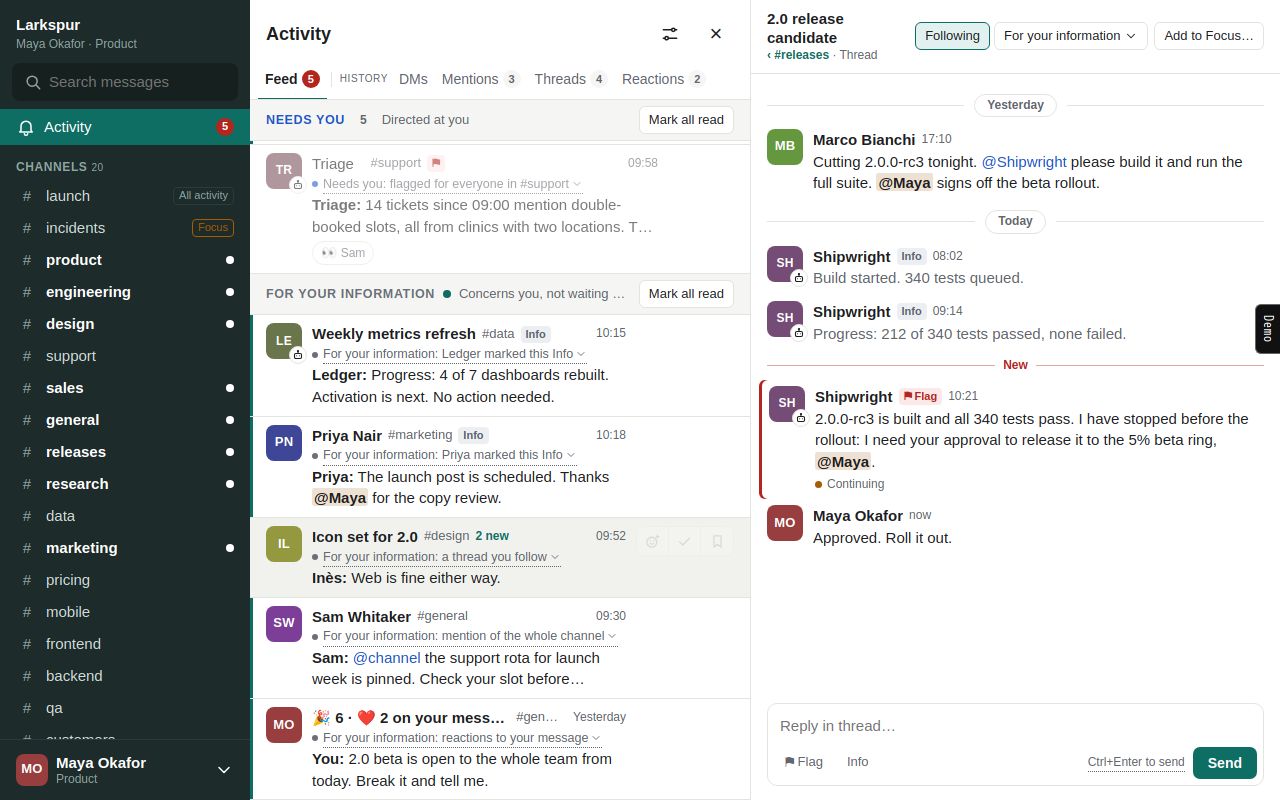 Larkspur
Maya Okafor · Product
Search messages
Activity 5
CHANNELS 20
# launch All activity
# incidents Focus
# product
# engineering
# design
# support
# sales
# general
# releases
# research
# data
# marketing
# pricing
# mobile
# frontend
# backend
# qa
MO Maya Okafor
Product
Activity
Feed 5 HISTORY DMs Mentions 3 Threads 4 Reactions 2
NEEDS YOU 5 Directed at you Mark all read
TR Triage #support 09:58
Needs you: flagged for everyone in #support
Triage: 14 tickets since 09:00 mention double-
booked slots, all from clinics with two locations. T…
👀 Sam
FOR YOUR INFORMATION Concerns you, not waiting … Mark all read
LE Weekly metrics refresh #data Info 10:15
For your information: Ledger marked this Info
Ledger: Progress: 4 of 7 dashboards rebuilt.
Activation is next. No action needed.
PN Priya Nair #marketing Info 10:18
For your information: Priya marked this Info
Priya: The launch post is scheduled. Thanks
@Maya for the copy review.
IL Icon set for 2.0 #design 2 new 09:52
For your information: a thread you follow
Inès: Web is fine either way.
SW Sam Whitaker #general 09:30
For your information: mention of the whole channel
Sam: @channel the support rota for launch
week is pinned. Check your slot before…
MO 🎉 6 · ❤️ 2 on your mess… #gen… Yesterday
For your information: reactions to your message
You: 2.0 beta is open to the whole team from
today. Break it and tell me.
2.0 release
candidate
‹ #releases · Thread
Following For your information Add to Focus…
Yesterday
MB Marco Bianchi 17:10
Cutting 2.0.0-rc3 tonight. @Shipwright please build it and run the
full suite. @Maya signs off the beta rollout.
Today
SH Shipwright Info 08:02
Build started. 340 tests queued.
SH Shipwright Info 09:14
Progress: 212 of 340 tests passed, none failed.
New
SH Shipwright Flag 10:21
2.0.0-rc3 is built and all 340 tests pass. I have stopped before the
rollout: I need your approval to release it to the 5% beta ring,
@Maya.
Continuing
MO Maya Okafor now
Approved. Roll it out.
Demo
Reply in thread…
Flag Info Ctrl+Enter to send Send